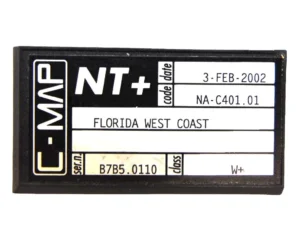 C-MAP
NT+
date 3-FEB-2002
code NA-C401.01
FLORIDA WEST COAST
ser.n. B7B5.0110 class W+